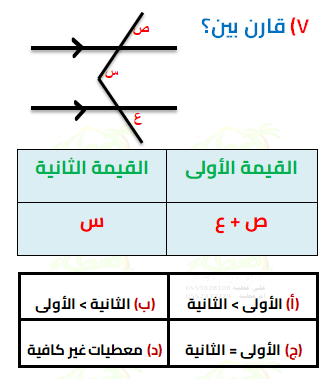 ٧) قارن بين؟
ص
س
ع
القيمة الأولى
القيمة الثانية
ص + ع
س
(أ) الأولى > الثانية
(ب) الثانية > الأولى
(ج) الأولى = الثانية
(د) معطيات غير كافية